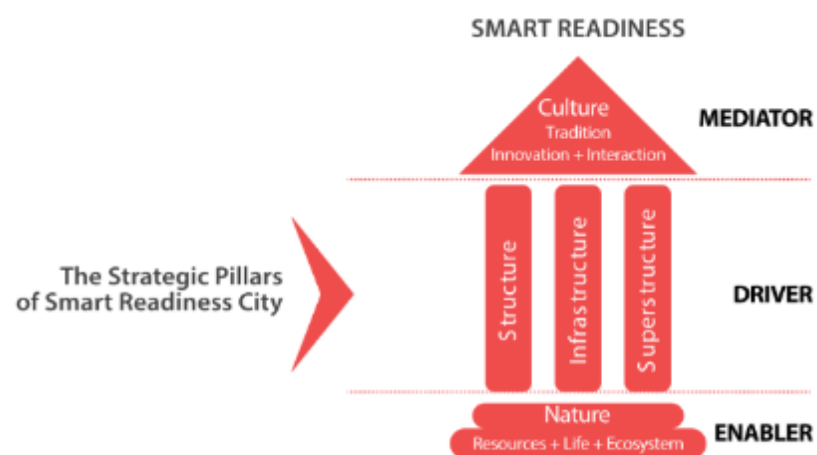 SMART READINESS
Culture
Tradition
Innovation + Interaction
MEDIATOR
The Strategic Pillars
of Smart Readiness City
Structure
Infrastructure
Superstructure
DRIVER
Nature
Resources + Life + Ecosystem
ENABLER